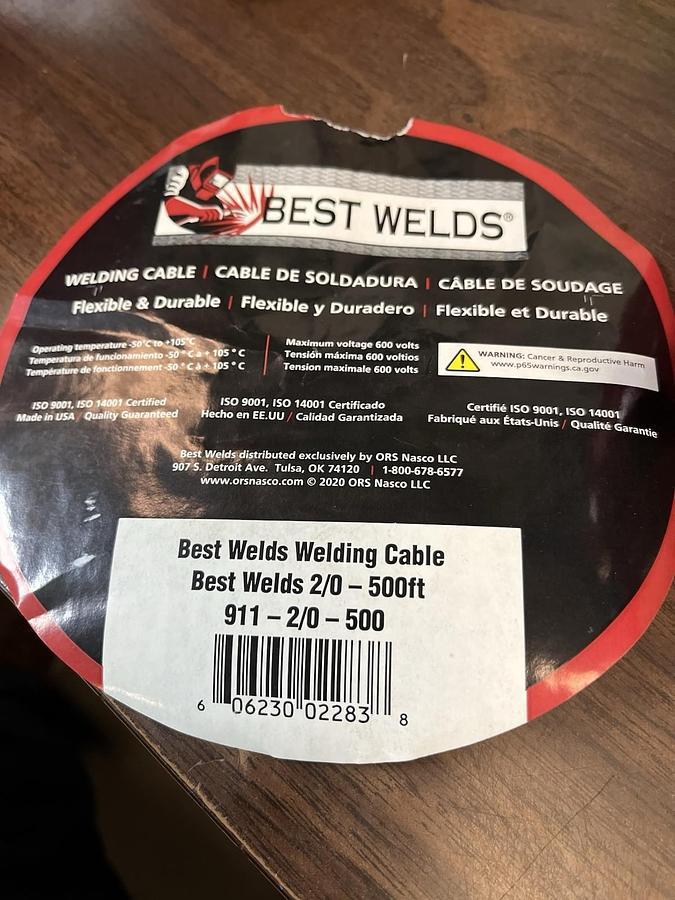 BEST WELDS®
WELDING CABLE | CABLE DE SOLDADURA | CÂBLE DE SOUDAGE
Flexible & Durable | Flexible y Duradero | Flexible et Durable
Operating temperature -50°C to +105°C
Temperatura de funcionamiento -50 ° C a + 105 ° C
Température de fonctionnement -50 ° C à + 105 ° C
Maximum voltage 600 volts
Tensión máxima 600 voltios
Tension maximale 600 volts
WARNING: Cancer & Reproductive Harm
www.p65warnings.ca.gov
ISO 9001, ISO 14001 Certified
Made in USA / Quality Guaranteed
ISO 9001, ISO 14001 Certificado
Hecho en EE.UU / Calidad Garantizada
Certifié ISO 9001, ISO 14001
Fabriqué aux États-Unis / Qualité Garantie
Best Welds distributed exclusively by ORS Nasco LLC
907 S. Detroit Ave. Tulsa, OK 74120 | 1-800-678-6577
www.orsnasco.com © 2020 ORS Nasco LLC
Best Welds Welding Cable
Best Welds 2/0 – 500ft
911 – 2/0 – 500
6 06230 02283 8